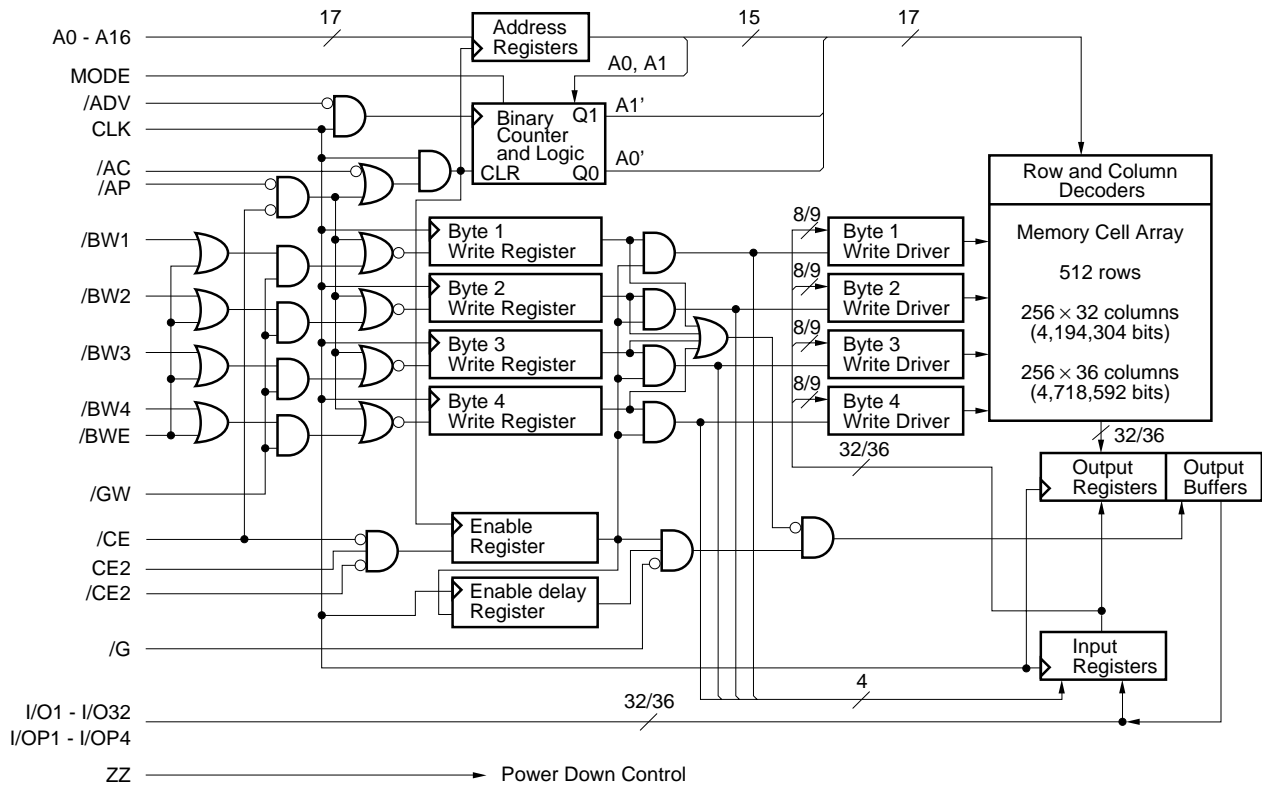 17
15
17
A0 - A16
Address
Registers
MODE
A0, A1
/ADV
CLK
Binary
Counter
and Logic
CLR
Q1
Q0
A1’
A0’
/AC
/AP
Row and Column
Decoders
Memory Cell Array
512 rows
256 × 32 columns
(4,194,304 bits)
256 × 36 columns
(4,718,592 bits)
/BW1
Byte 1
Write Register
8/9
Byte 1
Write Driver
/BW2
Byte 2
Write Register
8/9
Byte 2
Write Driver
/BW3
Byte 3
Write Register
8/9
Byte 3
Write Driver
/BW4
/BWE
Byte 4
Write Register
8/9
Byte 4
Write Driver
32/36
32/36
/GW
Output
Registers
Output
Buffers
/CE
CE2
/CE2
Enable
Register
Enable delay
Register
/G
Input
Registers
4
32/36
I/O1 - I/O32
I/OP1 - I/OP4
ZZ
Power Down Control